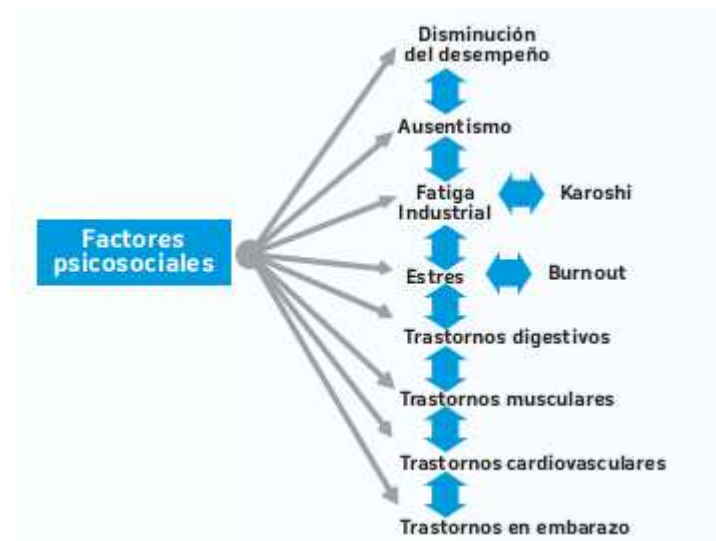 Disminución
del desempeño
Ausentismo
Fatiga
Industrial
Karoshi
Factores
psicosociales
Estres
Burnout
Trastornos digestivos
Trastornos musculares
Trastornos cardiovasculares
Trastornos en embarazo